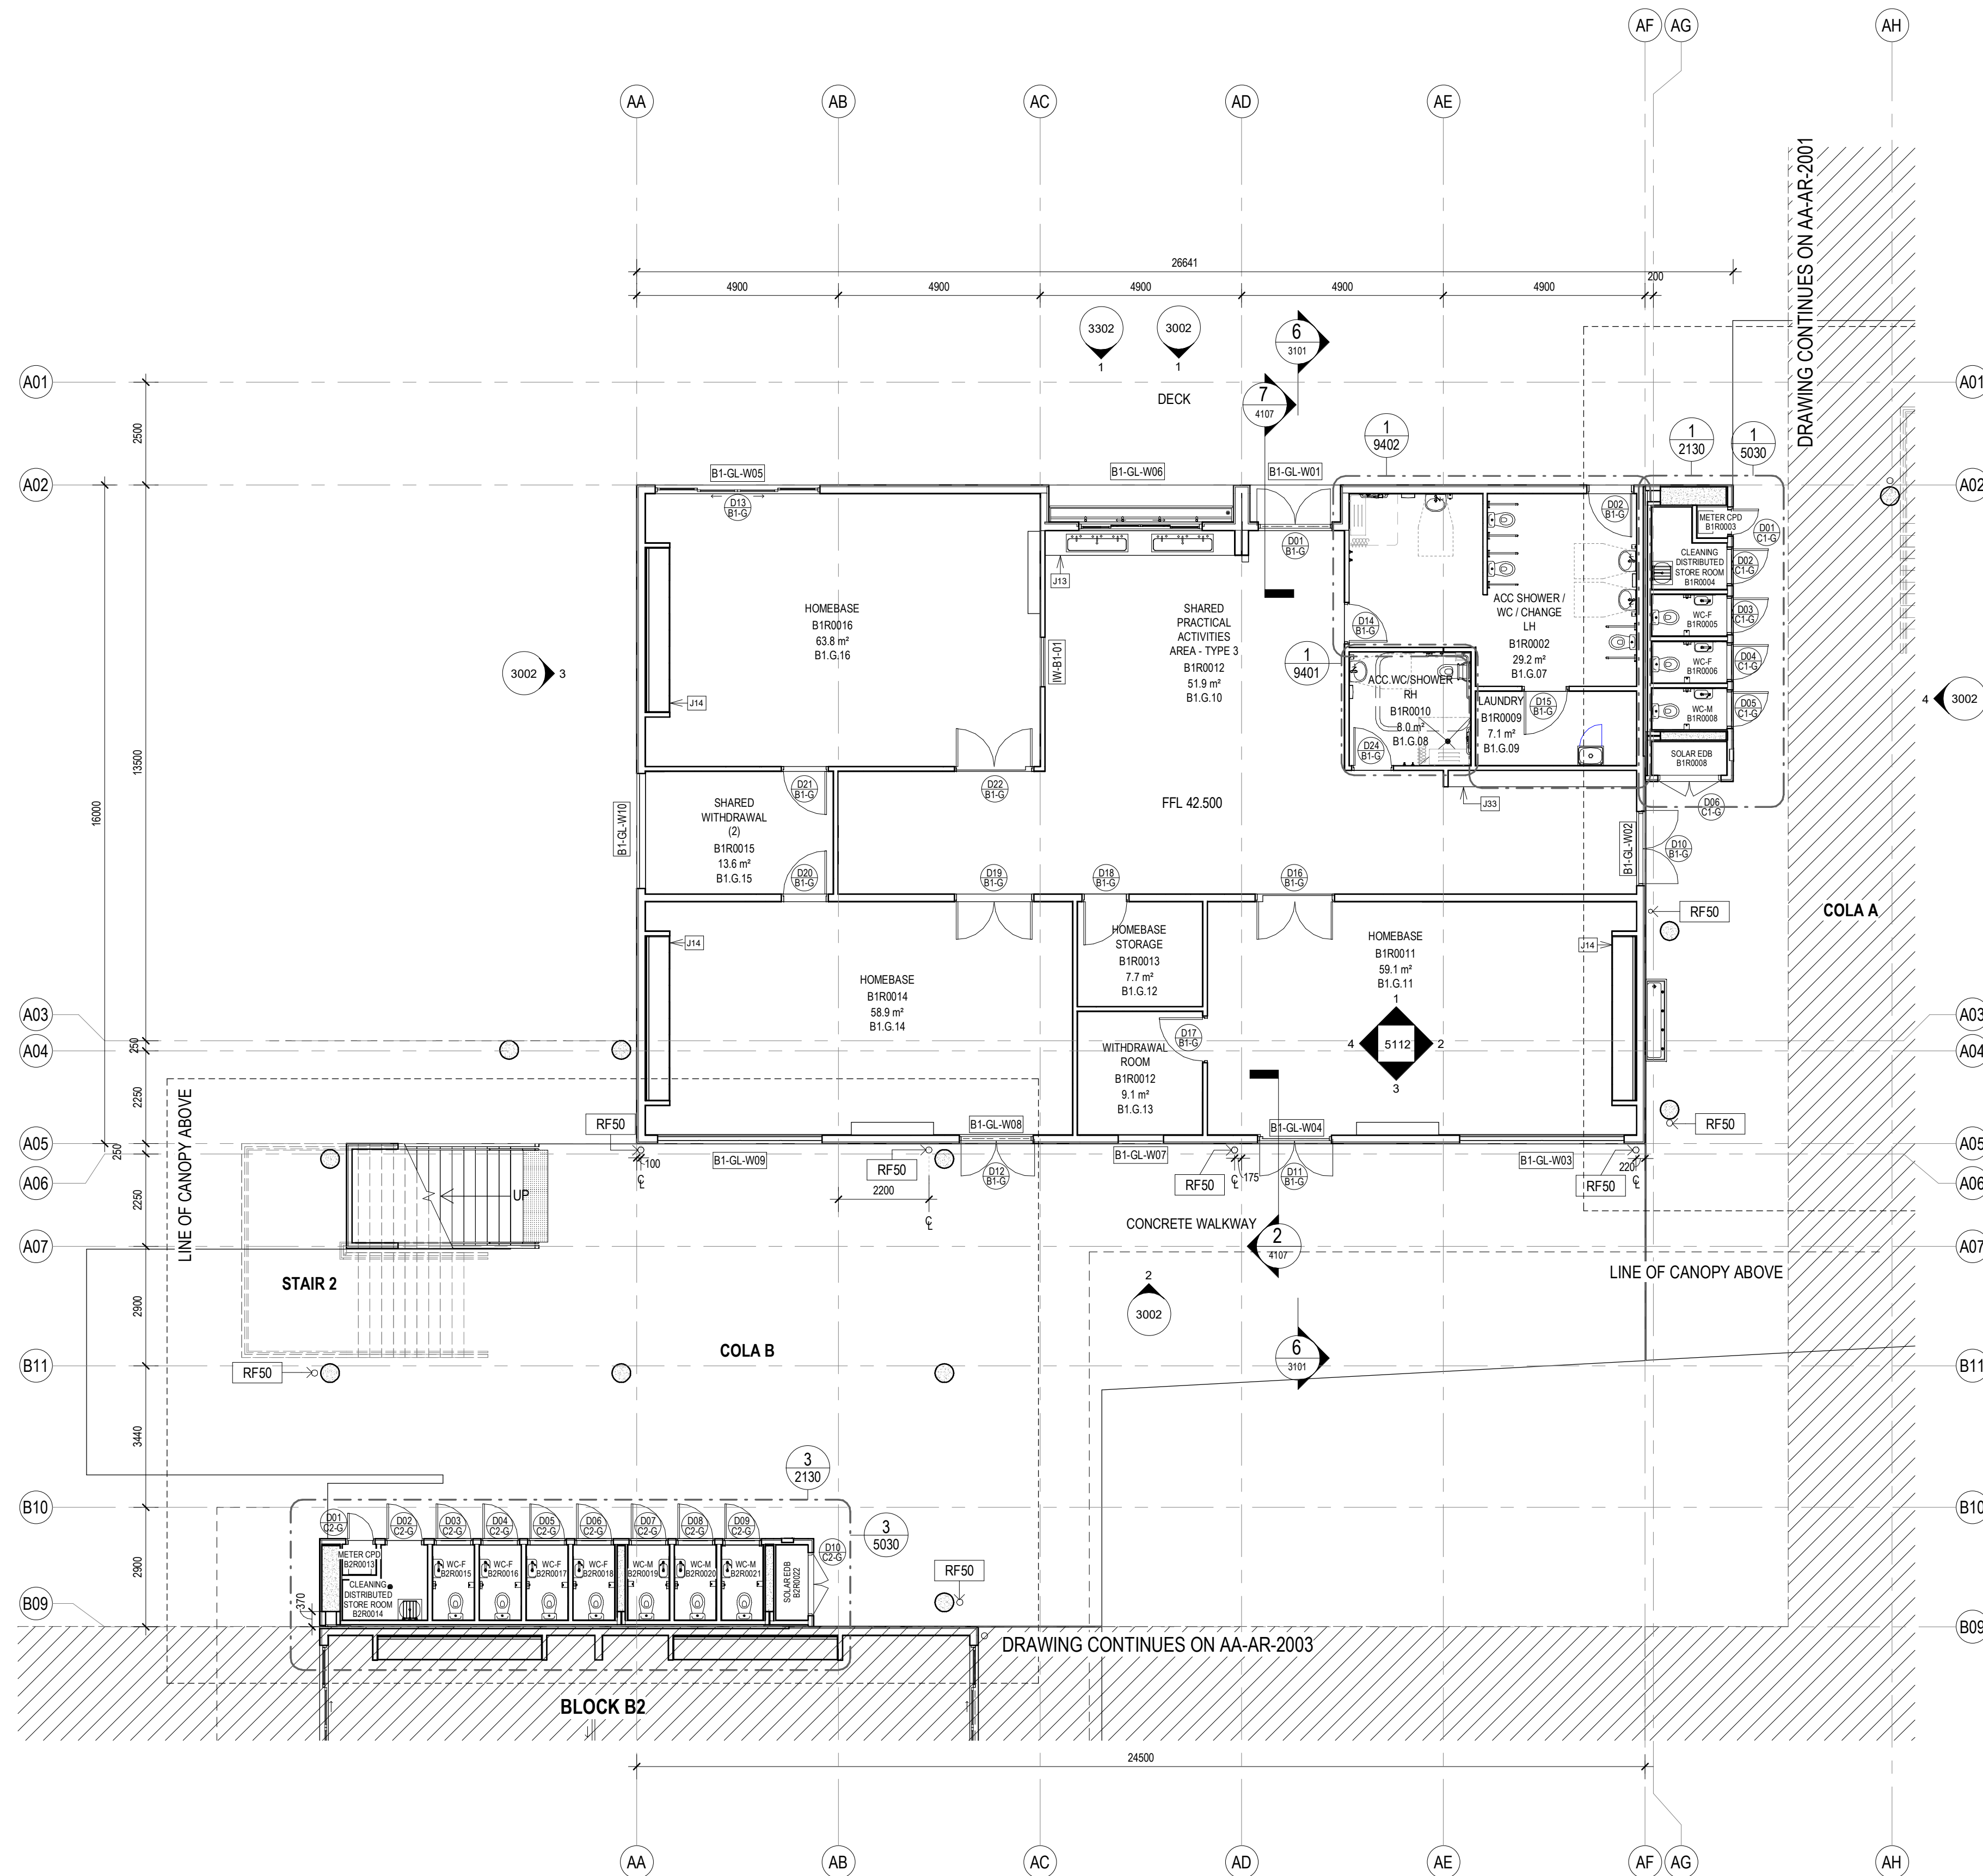 AF
AG
AH
AA
AB
AC
AD
AE
DRAWING CONTINUES ON AA-AR-2001
26641
4900
4900
4900
4900
4900
200
3302
1
3002
1
6
3101
A01
A01
DECK
7
4107
2500
1
9402
1
2130
1
5030
A02
A02
B1-GL-W05
B1-GL-W06
B1-GL-W01
D13
B1-G
D02
B1-G
METER CPD
B1R0003
D01
C1-G
D01
B1-G
J13
CLEANING
DISTRIBUTED
STORE ROOM
B1R0004
D02
C1-G
HOMEBASE
B1R0016
63.8 m²
B1.G.16
SHARED
PRACTICAL
ACTIVITIES
AREA - TYPE 3
B1R0012
51.9 m²
B1.G.10
ACC SHOWER /
WC / CHANGE
LH
B1R0002
29.2 m²
B1.G.07
WC-F
B1R0005
D03
C1-G
D14
B1-G
IW-B1-01
1
9401
WC-F
B1R0006
D04
C1-G
3002
3
4
3002
J14
ACC.WC/SHOWER
RH
B1R0010
8.0 m²
B1.G.08
LAUNDRY
B1R0009
7.1 m²
B1.G.09
D15
B1-G
WC-M
B1R0008
D05
C1-G
D24
B1-G
SOLAR EDB
B1R0008
13500
16000
D21
B1-G
D22
B1-G
SHARED
WITHDRAWAL
(2)
B1R0015
13.6 m²
B1.G.15
FFL 42.500
J33
D06
C1-G
B1-GL-W10
B1-GL-W02
D10
B1-G
D20
B1-G
D19
B1-G
D18
B1-G
D16
B1-G
RF50
COLA A
J14
HOMEBASE
STORAGE
B1R0013
7.7 m²
B1.G.12
HOMEBASE
B1R0011
59.1 m²
B1.G.11
J14
HOMEBASE
B1R0014
58.9 m²
B1.G.14
A03
A03
1
4
5112
2
3
D17
B1-G
250
A04
A04
WITHDRAWAL
ROOM
B1R0012
9.1 m²
B1.G.13
2250
LINE OF CANOPY ABOVE
RF50
B1-GL-W08
B1-GL-W04
RF50
A05
A05
250
100
B1-GL-W09
RF50
D12
B1-G
B1-GL-W07
RF50
175
D11
B1-G
B1-GL-W03
RF50
220
A06
A06
UP
2200
2250
CONCRETE WALKWAY
A07
A07
2
4107
LINE OF CANOPY ABOVE
STAIR 2
2
3002
2900
COLA B
6
3101
B11
B11
RF50
3440
3
2130
B10
B10
D01
C2-G
D02
C2-G
D03
C2-G
D04
C2-G
D05
C2-G
D06
C2-G
D07
C2-G
D08
C2-G
D09
C2-G
3
5030
D10
C2-G
METER CPD
B2R0013
WC-F
B2R0015
WC-F
B2R0016
WC-F
B2R0017
WC-F
B2R0018
WC-M
B2R0019
WC-M
B2R0020
WC-M
B2R0021
SOLAR EDB
B2R0022
RF50
2900
CLEANING
DISTRIBUTED
STORE ROOM
B2R0014
370
B09
B09
DRAWING CONTINUES ON AA-AR-2003
BLOCK B2
24500
AA
AB
AC
AD
AE
AF
AG
AH